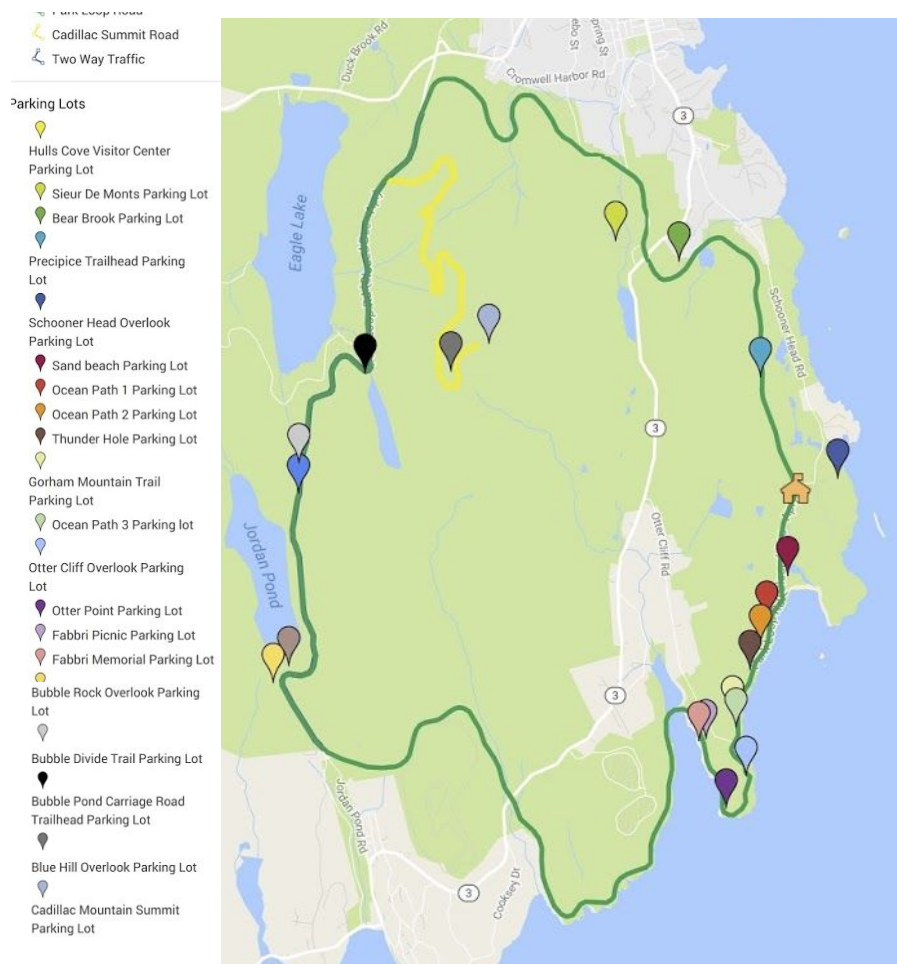 Park Loop Road
Cadillac Summit Road
Two Way Traffic
Parking Lots
Hulls Cove Visitor Center
Parking Lot
Sieur De Monts Parking Lot
Bear Brook Parking Lot
Precipice Trailhead Parking
Lot
Schooner Head Overlook
Parking Lot
Sand beach Parking Lot
Ocean Path 1 Parking Lot
Ocean Path 2 Parking Lot
Thunder Hole Parking Lot
Gorham Mountain Trail
Parking Lot
Ocean Path 3 Parking lot
Otter Cliff Overlook Parking
Lot
Otter Point Parking Lot
Fabbri Picnic Parking Lot
Fabbri Memorial Parking Lot
Bubble Rock Overlook Parking
Lot
Bubble Divide Trail Parking Lot
Bubble Pond Carriage Road
Trailhead Parking Lot
Blue Hill Overlook Parking Lot
Cadillac Mountain Summit
Parking Lot
Duck Brook Rd
Cromwell Harbor Rd
3
Eagle Lake
Schooner Head Rd
3
Otter Cliff Rd
Jordan Pond
3
Jordan Pond Rd
3
Cooksey Dr